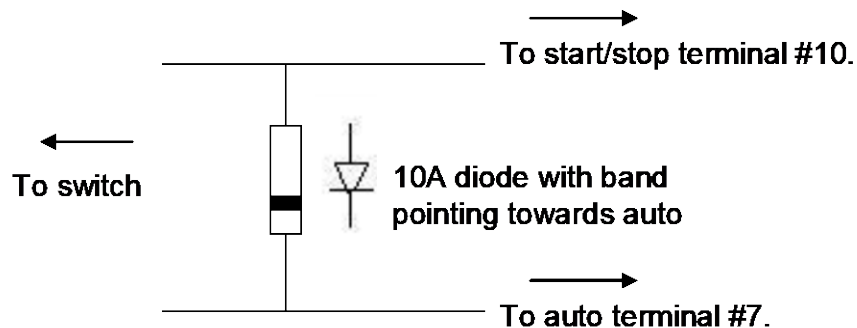 To start/stop terminal #10.
To switch
10A diode with band
pointing towards auto
To auto terminal #7.